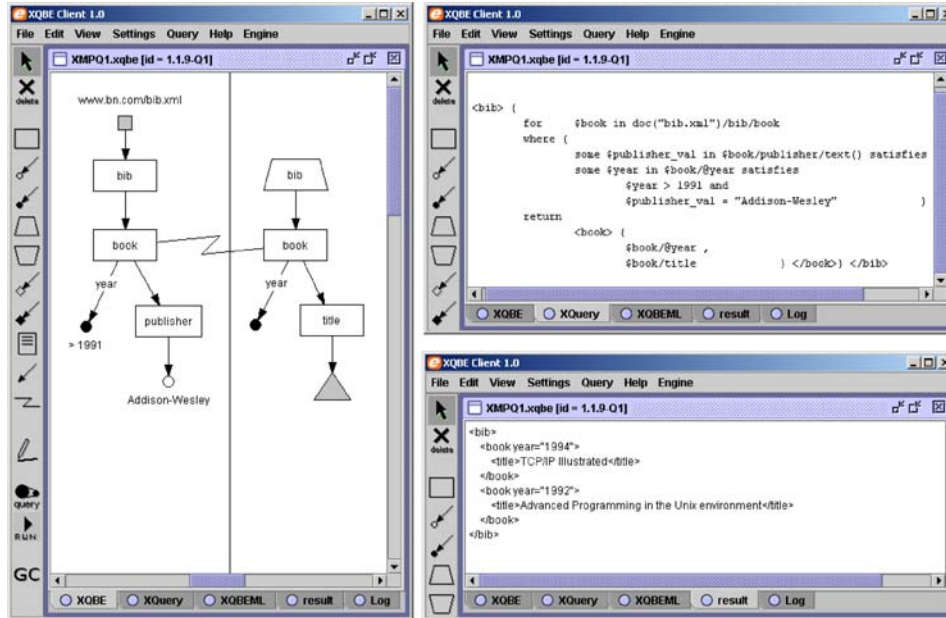 XQBE Client 1.0
File Edit View Settings Query Help Engine
XMPQ1.xqbe [id = 1.1.9-Q1]
delete
www.bn.com/bib.xml
bib
bib
book
book
year
year
publisher
title
> 1991
Addison-Wesley
query
RUN
GC
XQBE XQuery XQBEML result Log
XQBE Client 1.0
File Edit View Settings Query Help Engine
XMPQ1.xqbe [id = 1.1.9-Q1]
delete
<bib> {
for $book in doc("bib.xml")/bib/book
where (
some $publisher_val in $book/publisher/text() satisfies
some $year in $book/@year satisfies
$year > 1991 and
$publisher_val = "Addison-Wesley" )
return
<book> {
$book/@year ,
$book/title } </book>} </bib>
XQBE XQuery XQBEML result Log
XQBE Client 1.0
File Edit View Settings Query Help Engine
XMPQ1.xqbe [id = 1.1.9-Q1]
delete
<bib>
<book year="1994">
<title>TCP/IP Illustrated</title>
</book>
<book year="1992">
<title>Advanced Programming in the Unix environment</title>
</book>
</bib>
XQBE XQuery XQBEML result Log